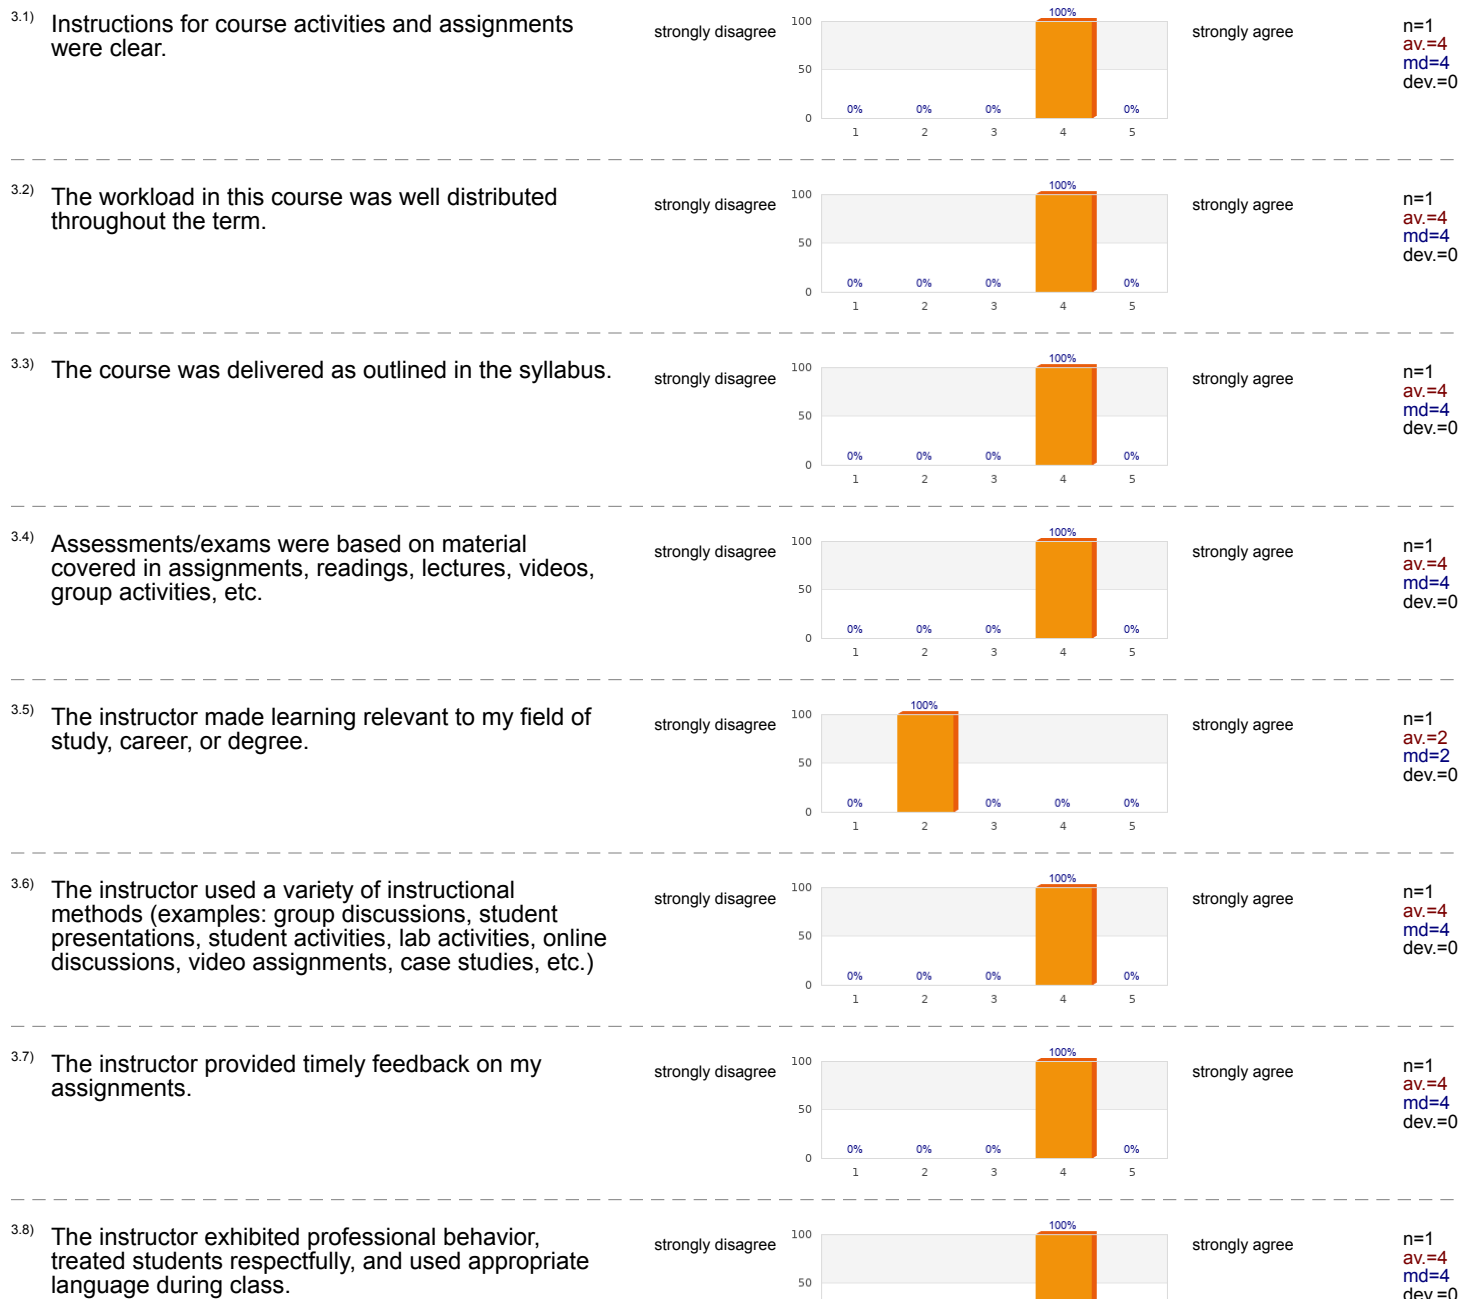 3.1) Instructions for course activities and assignments
were clear.
strongly disagree
100
50
0
100%
0% 0% 0% 0%
1 2 3 4 5
strongly agree
n=1
av.=4
md=4
dev.=0
3.2) The workload in this course was well distributed
throughout the term.
strongly disagree
100
50
0
100%
0% 0% 0% 0%
1 2 3 4 5
strongly agree
n=1
av.=4
md=4
dev.=0
3.3) The course was delivered as outlined in the syllabus.
strongly disagree
100
50
0
100%
0% 0% 0% 0%
1 2 3 4 5
strongly agree
n=1
av.=4
md=4
dev.=0
3.4) Assessments/exams were based on material
covered in assignments, readings, lectures, videos,
group activities, etc.
strongly disagree
100
50
0
100%
0% 0% 0% 0%
1 2 3 4 5
strongly agree
n=1
av.=4
md=4
dev.=0
3.5) The instructor made learning relevant to my field of
study, career, or degree.
strongly disagree
100
50
0
100%
0% 0% 0% 0%
1 2 3 4 5
strongly agree
n=1
av.=2
md=2
dev.=0
3.6) The instructor used a variety of instructional
methods (examples: group discussions, student
presentations, student activities, lab activities, online
discussions, video assignments, case studies, etc.)
strongly disagree
100
50
0
100%
0% 0% 0% 0%
1 2 3 4 5
strongly agree
n=1
av.=4
md=4
dev.=0
3.7) The instructor provided timely feedback on my
assignments.
strongly disagree
100
50
0
100%
0% 0% 0% 0%
1 2 3 4 5
strongly agree
n=1
av.=4
md=4
dev.=0
3.8) The instructor exhibited professional behavior,
treated students respectfully, and used appropriate
language during class.
strongly disagree
100
50
100%
strongly agree
n=1
av.=4
md=4
dev.=0